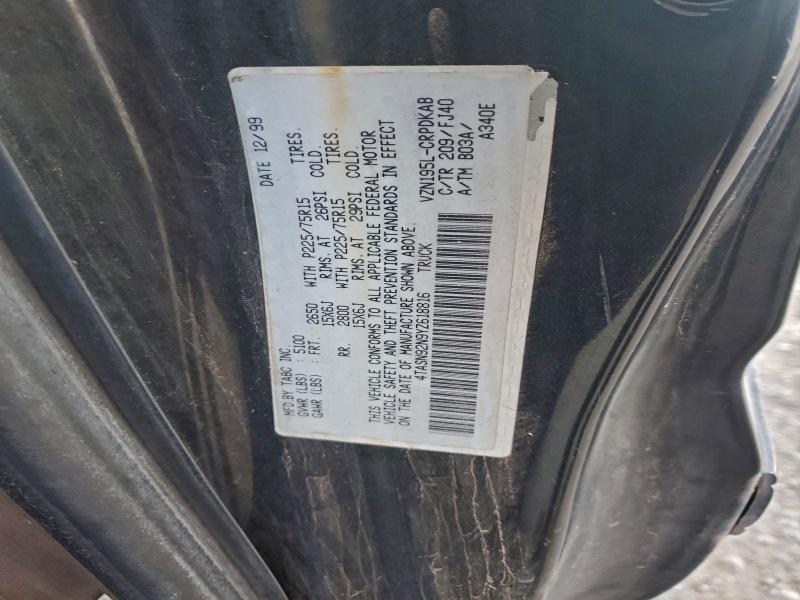 MFD BY TABC INC. DATE 12/99
GVWR (LBS) : 5100
GAWR (LBS) : FRT. 2650 WITH P225/75R15 TIRES.
15X6J RIMS. AT 26PSI COLD.
RR. 2800 WITH P225/75R15 TIRES.
15X6J RIMS. AT 29PSI COLD.
THIS VEHICLE CONFORMS TO ALL APPLICABLE FEDERAL MOTOR
VEHICLE SAFETY AND THEFT PREVENTION STANDARDS IN EFFECT
ON THE DATE OF MANUFACTURE SHOWN ABOVE.
4TASN92N9YZ618816 TRUCK
VZN195L-CRPDKAB
C/TR 209/FJ40
A/TM B03A/
A340E